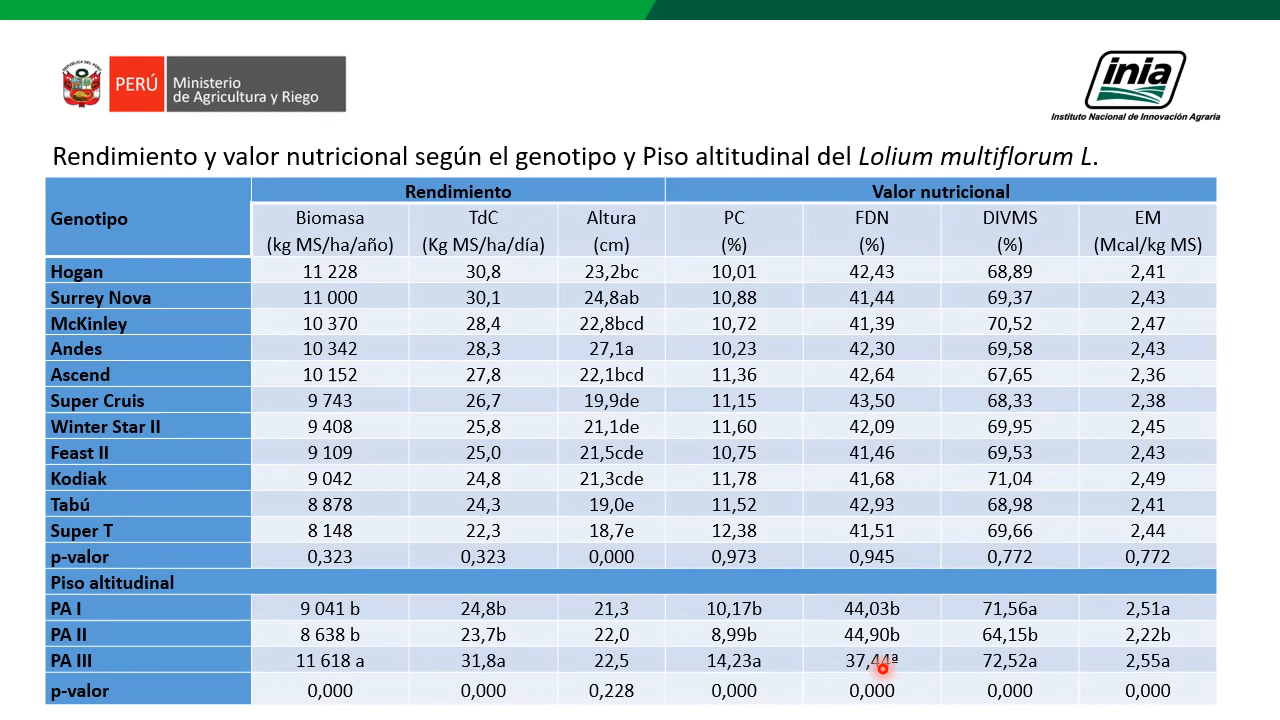 REPÚBLICA DEL PERÚ
PERÚ
Ministerio
de Agricultura y Riego
inia
Instituto Nacional de Innovación Agraria
Rendimiento y valor nutricional según el genotipo y Piso altitudinal del Lolium multiflorum L.
Genotipo Rendimiento Valor nutricional
Biomasa TdC Altura PC FDN DIVMS EM
(kg MS/ha/año) (Kg MS/ha/día) (cm) (%) (%) (%) (Mcal/kg MS)
Hogan 11 228 30,8 23,2bc 10,01 42,43 68,89 2,41
Surrey Nova 11 000 30,1 24,8ab 10,88 41,44 69,37 2,43
McKinley 10 370 28,4 22,8bcd 10,72 41,39 70,52 2,47
Andes 10 342 28,3 27,1a 10,23 42,30 69,58 2,43
Ascend 10 152 27,8 22,1bcd 11,36 42,64 67,65 2,36
Super Cruis 9 743 26,7 19,9de 11,15 43,50 68,33 2,38
Winter Star II 9 408 25,8 21,1de 11,60 42,09 69,95 2,45
Feast II 9 109 25,0 21,5cde 10,75 41,46 69,53 2,43
Kodiak 9 042 24,8 21,3cde 11,78 41,68 71,04 2,49
Tabú 8 878 24,3 19,0e 11,52 42,93 68,98 2,41
Super T 8 148 22,3 18,7e 12,38 41,51 69,66 2,44
p-valor 0,323 0,323 0,000 0,973 0,945 0,772 0,772
Piso altitudinal
PA I 9 041 b 24,8b 21,3 10,17b 44,03b 71,56a 2,51a
PA II 8 638 b 23,7b 22,0 8,99b 44,90b 64,15b 2,22b
PA III 11 618 a 31,8a 22,5 14,23a 37,44ª 72,52a 2,55a
p-valor 0,000 0,000 0,228 0,000 0,000 0,000 0,000